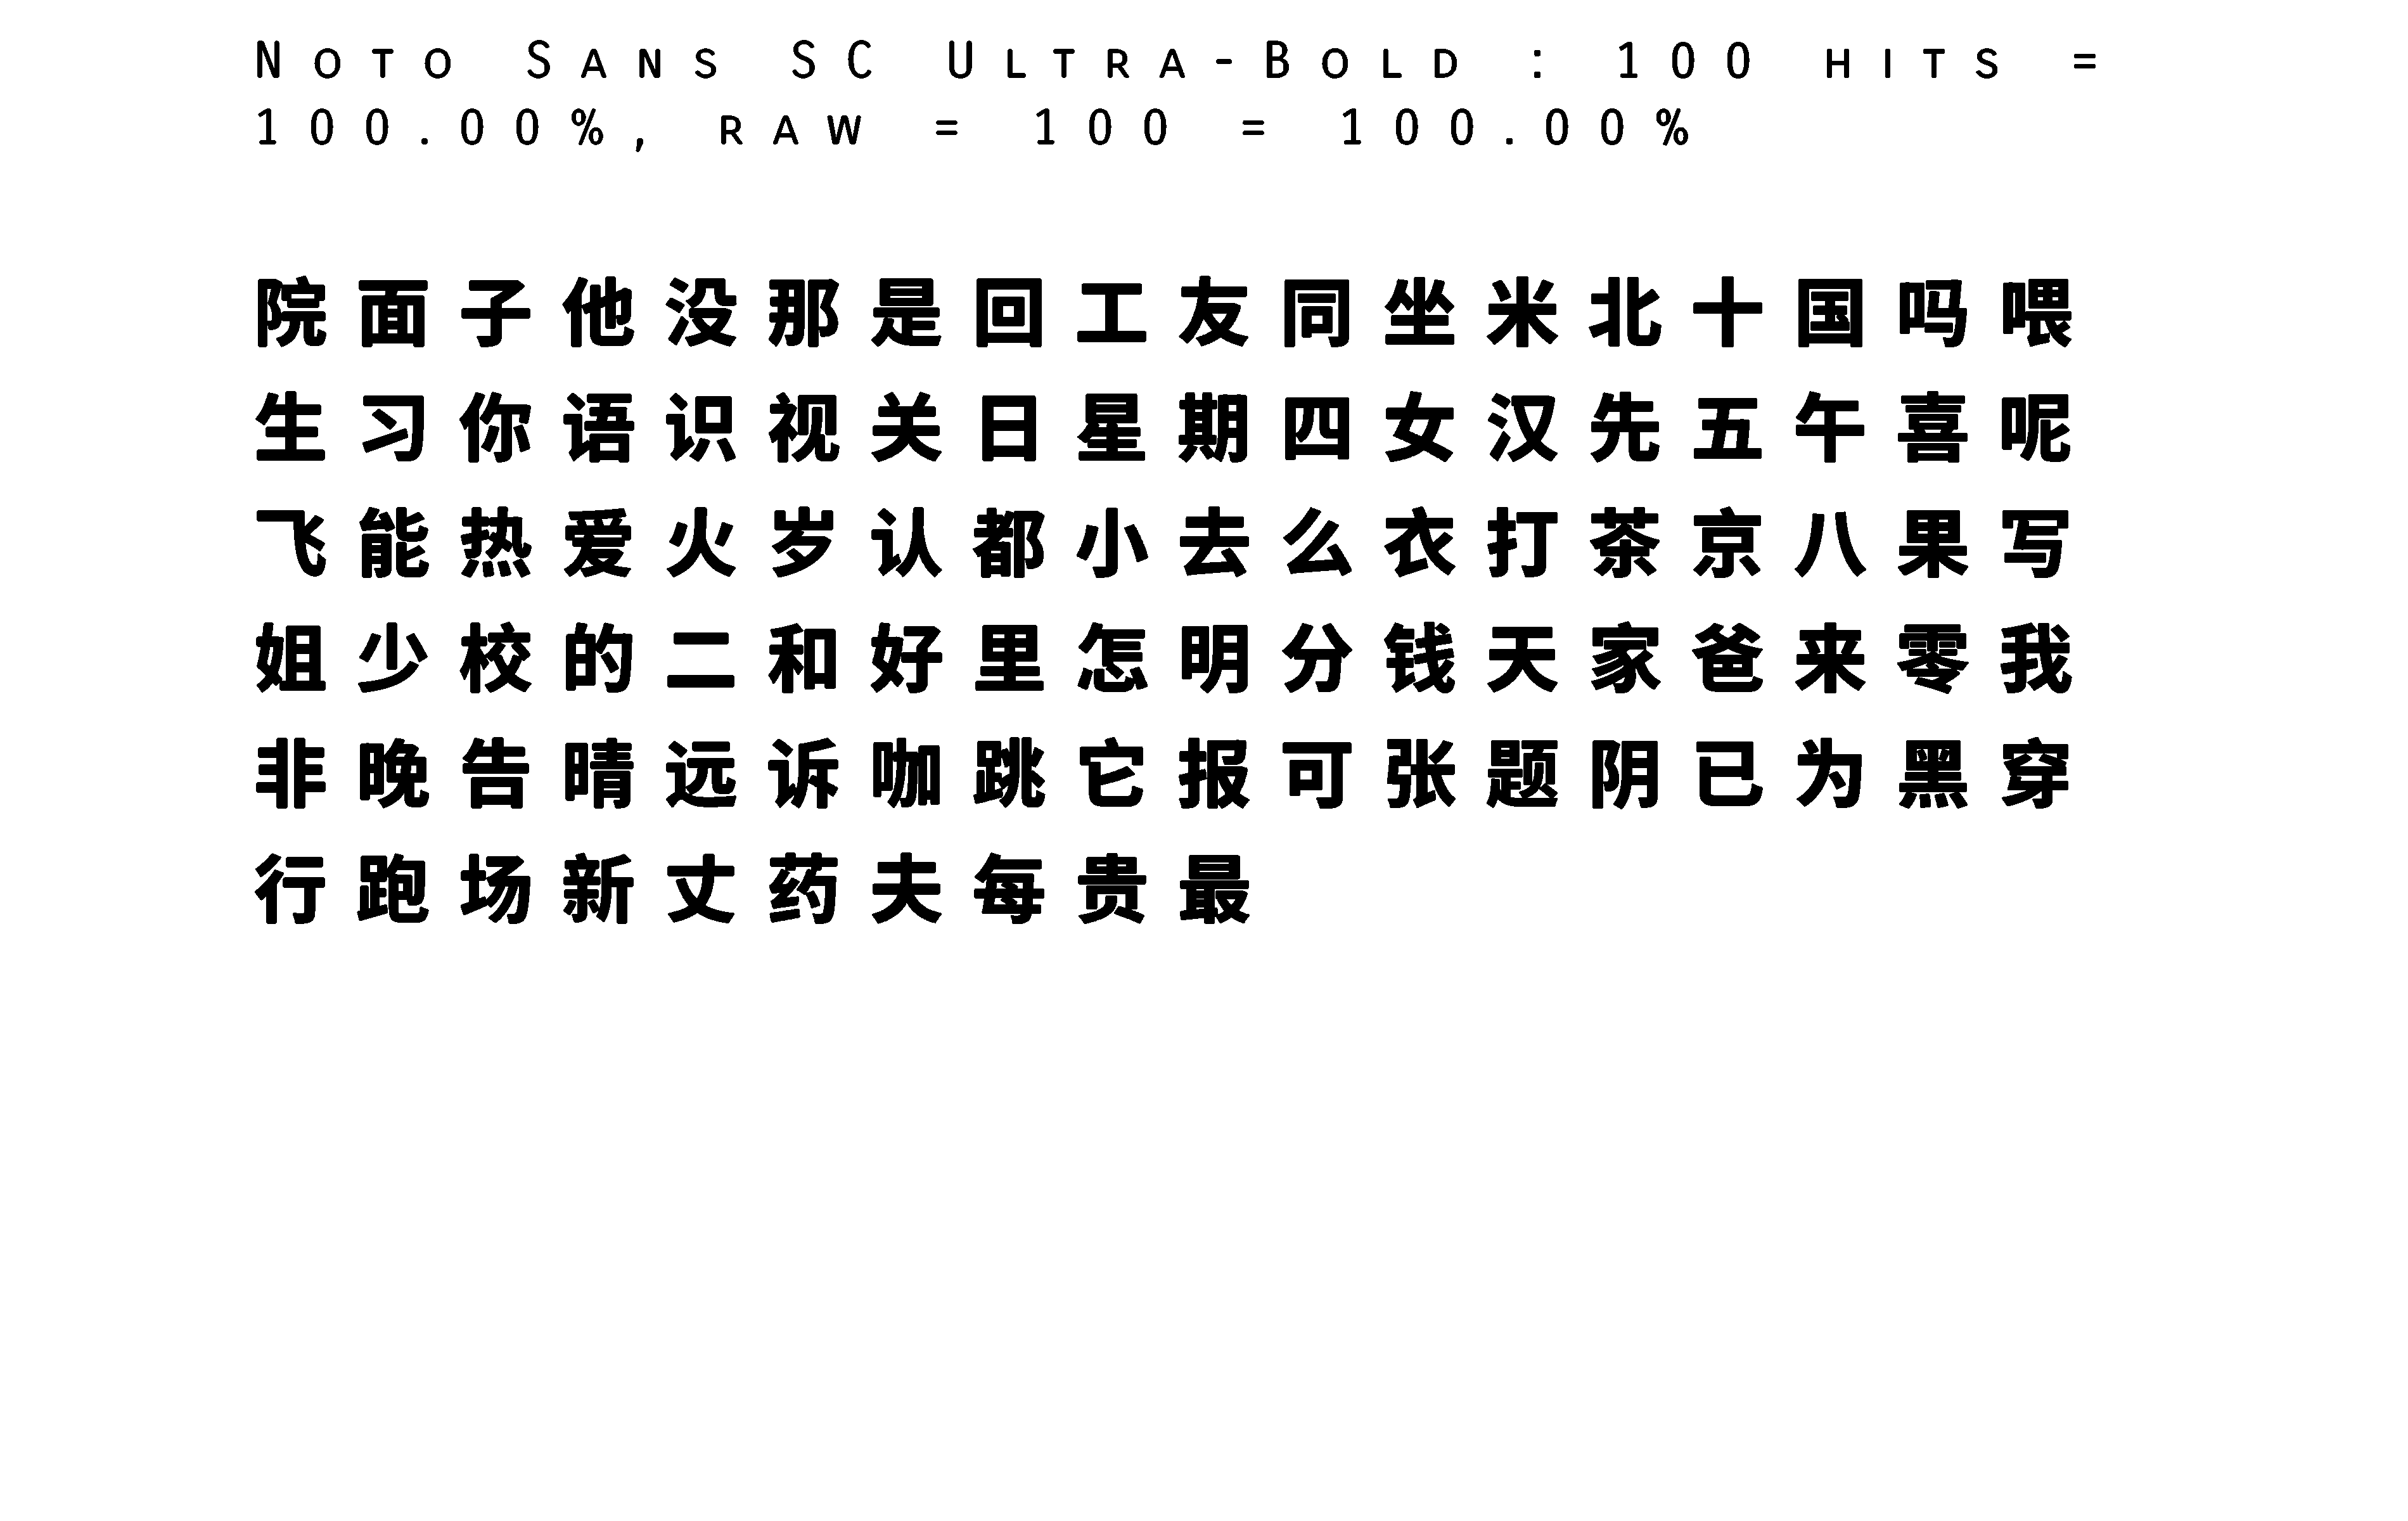 Noto Sans SC Ultra-Bold : 100 hits =
100.00%, raw = 100 = 100.00%
院面子他没那是回工友同坐米北十国吗喂
生习你语识视关日星期四女汉先五午喜呢
飞能热爱火岁认都小去么衣打茶京八果写
姐少校的二和好里怎明分钱天家爸来零我
非晚告晴远诉咖跳它报可张题阴已为黑穿
行跑场新丈药夫每贵最